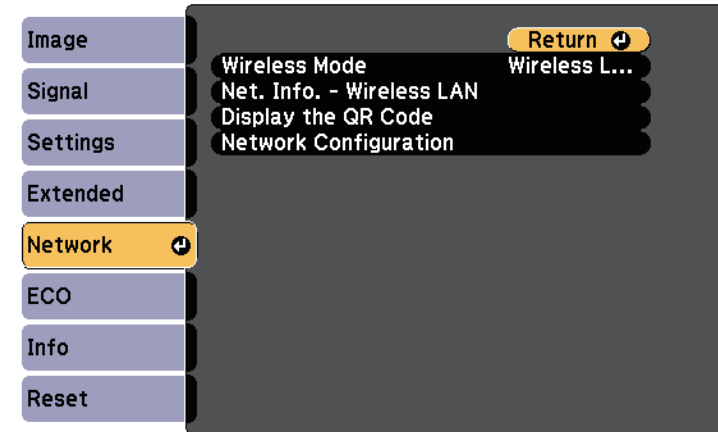 Image
Signal
Settings
Extended
Network
ECO
Info
Reset
Return
Wireless Mode Wireless L...
Net. Info. - Wireless LAN
Display the QR Code
Network Configuration